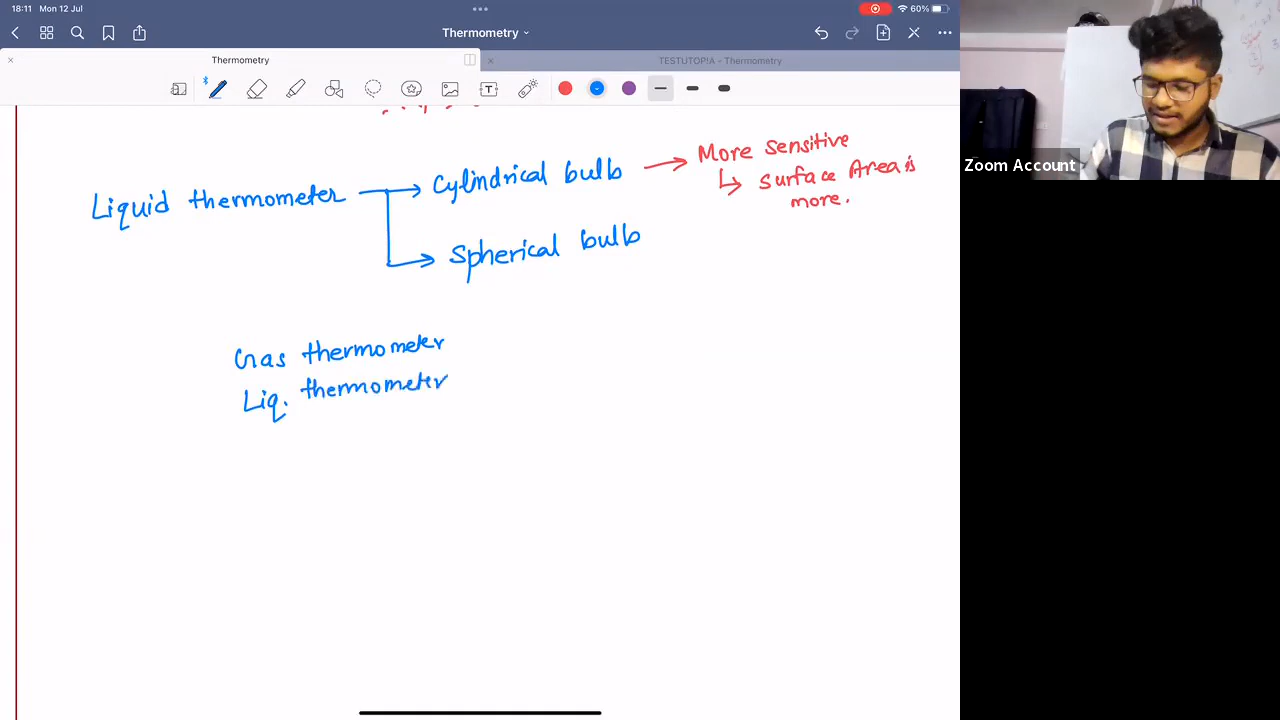 18:11 Mon 12 Jul
60%
Thermometry
Thermometry
TESTUTOPIA - Thermometry
Liquid thermometer
Cylindrical bulb
More sensitive
Surface Area is
more.
Spherical bulb
Gas thermometer
Liq. thermometer
Zoom Account